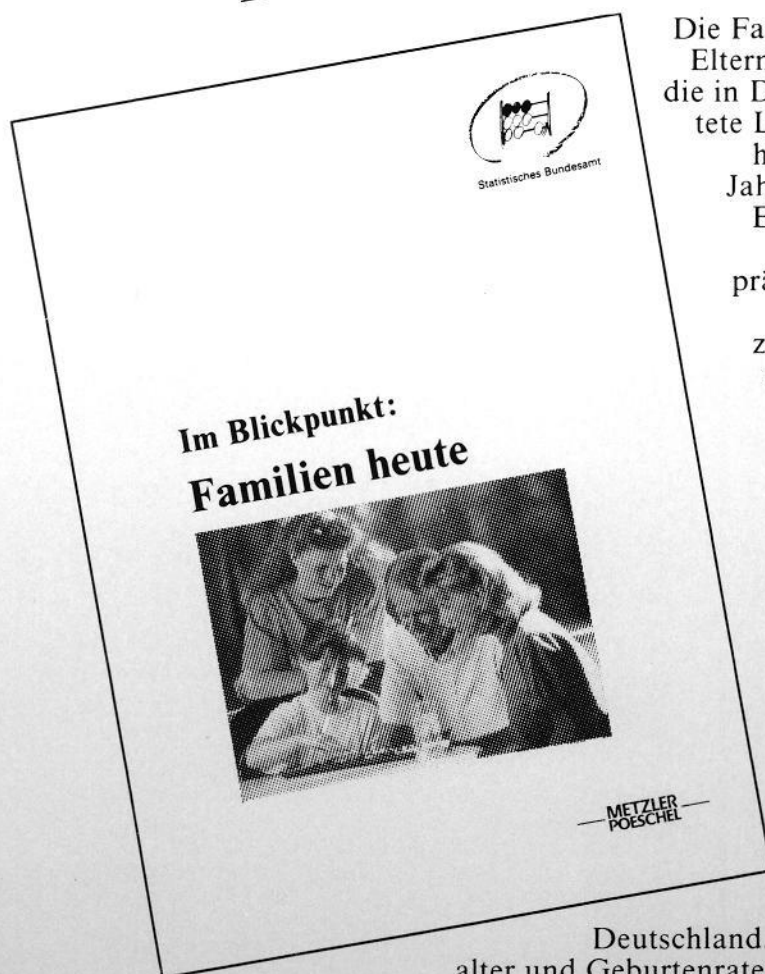 Statistisches Bundesamt
Im Blickpunkt:
Familien heute
METZLER
POESCHEL
Die Fa
Eltern
die in D
tete L
h
Jah
E
prä
z
Deutschland.
alter und Geburtenrate